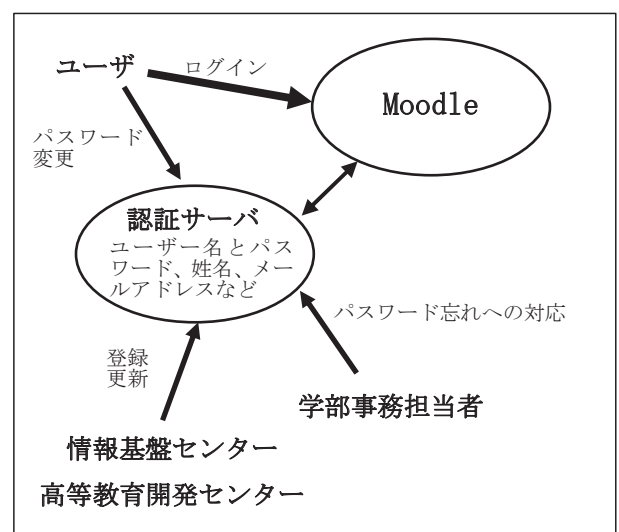 ユーザ
ログイン
Moodle
パスワード
変更
認証サーバ
ユーザー名とパス
ワード、姓名、メー
ルアドレスなど
パスワード忘れへの対応
登録
更新
学部事務担当者
情報基盤センター
高等教育開発センター